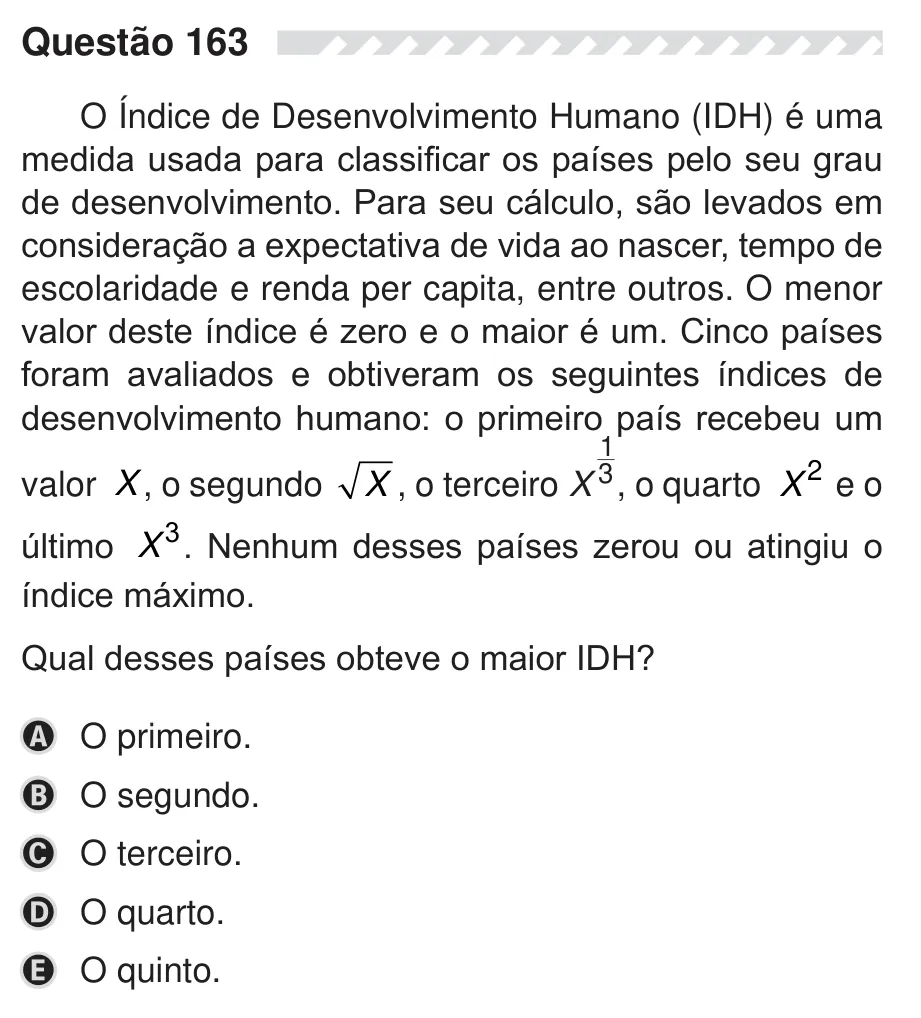 Questão 163
O Índice de Desenvolvimento Humano (IDH) é uma
medida usada para classificar os países pelo seu grau
de desenvolvimento. Para seu cálculo, são levados em
consideração a expectativa de vida ao nascer, tempo de
escolaridade e renda per capita, entre outros. O menor
valor deste índice é zero e o maior é um. Cinco países
foram avaliados e obtiveram os seguintes índices de
desenvolvimento humano: o primeiro país recebeu um
valor X, o segundo √X, o terceiro X^(1/3), o quarto X² e o
último X³. Nenhum desses países zerou ou atingiu o
índice máximo.
Qual desses países obteve o maior IDH?
A O primeiro.
B O segundo.
C O terceiro.
D O quarto.
E O quinto.